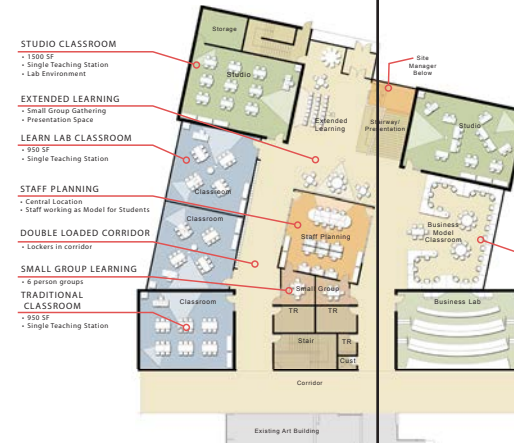 STUDIO CLASSROOM
• 1500 SF
• Single Teaching Station
• Lab Environment
EXTENDED LEARNING
• Small Group Gathering
• Presentation Space
LEARN LAB CLASSROOM
• 950 SF
• Single Teaching Station
STAFF PLANNING
• Central Location
• Staff working as Model for Students
DOUBLE LOADED CORRIDOR
• Lockers in corridor
SMALL GROUP LEARNING
• 6 person groups
TRADITIONAL
CLASSROOM
• 950 SF
• Single Teaching Station
Storage
Studio
Extended
Learning
Site
Manager
Below
Stairway/
Presentation
Studio
Classroom
Classroom
Staff Planning
Business
Model
Classroom
Classroom
Small Group
TR
TR
Business Lab
Stair
TR
Cust
Corridor
Existing Art Building